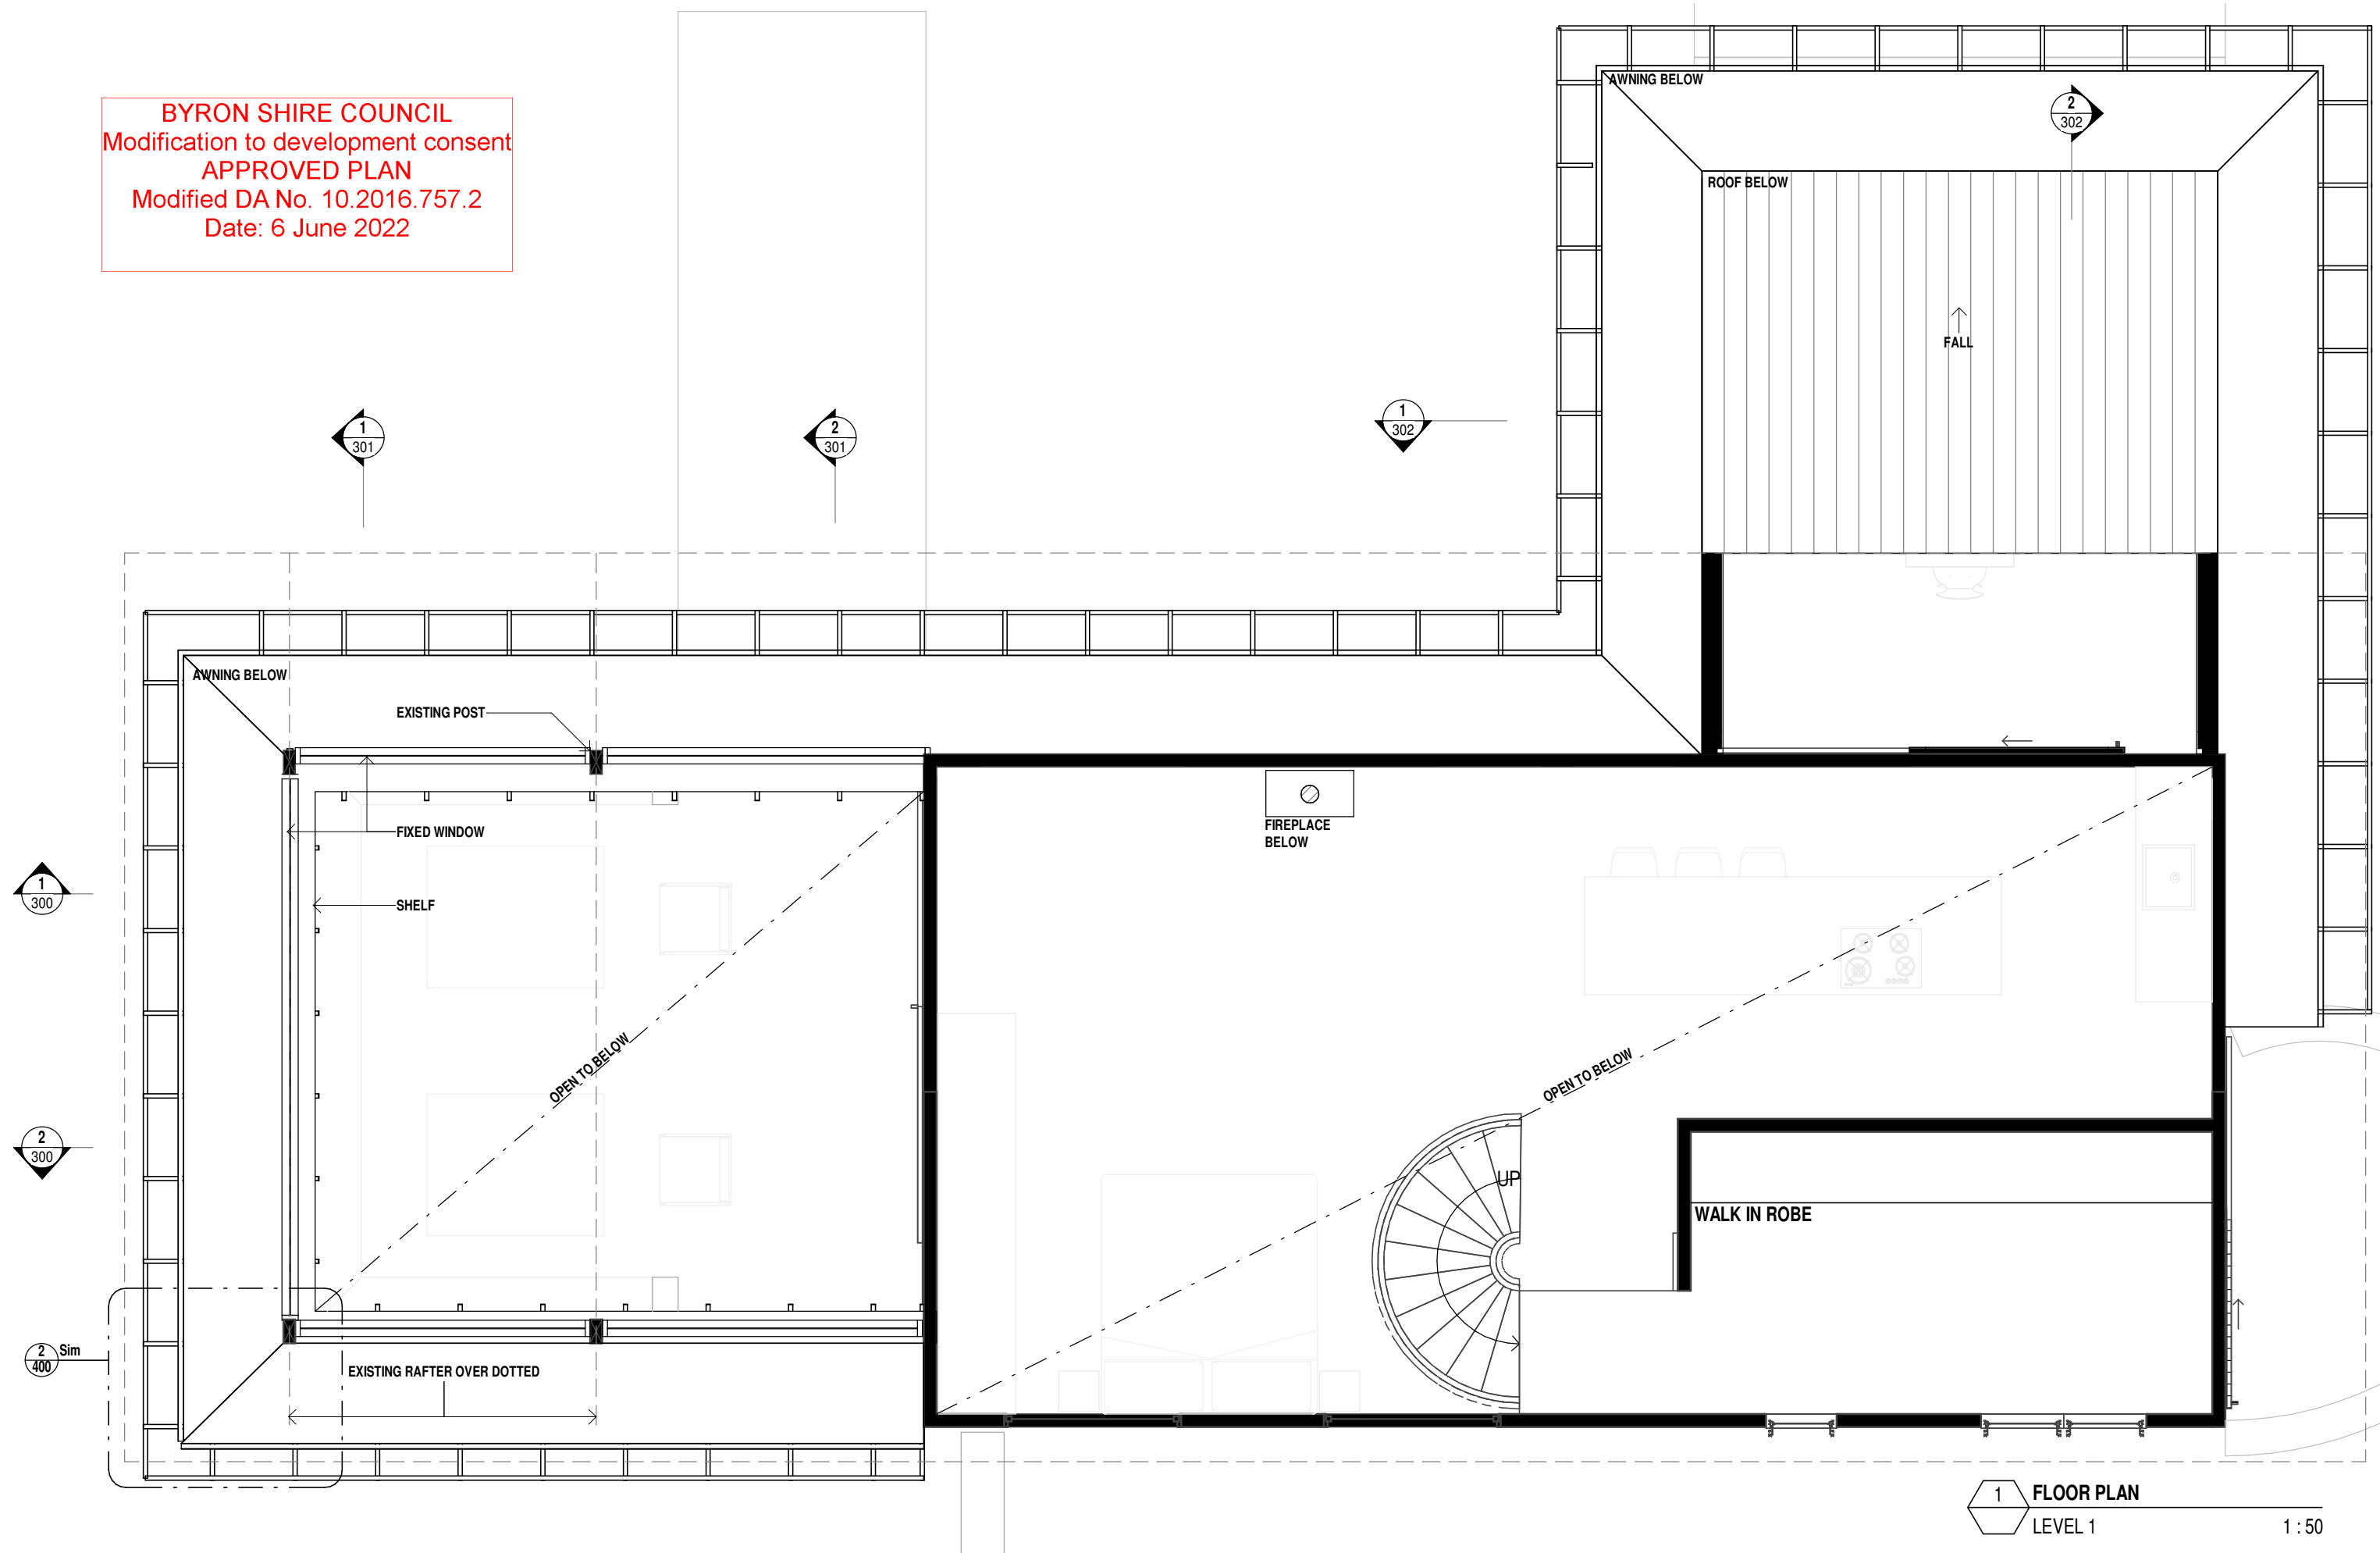 BYRON SHIRE COUNCIL
Modification to development consent
APPROVED PLAN
Modified DA No. 10.2016.757.2
Date: 6 June 2022
AWNING BELOW
2
302
ROOF BELOW
FALL
1
301
2
301
1
302
AWNING BELOW
EXISTING POST
FIXED WINDOW
FIREPLACE
BELOW
1
300
SHELF
OPEN TO BELOW
OPEN TO BELOW
2
300
UP
WALK IN ROBE
2
400
Sim
EXISTING RAFTER OVER DOTTED
1
FLOOR PLAN
LEVEL 1
1 : 50